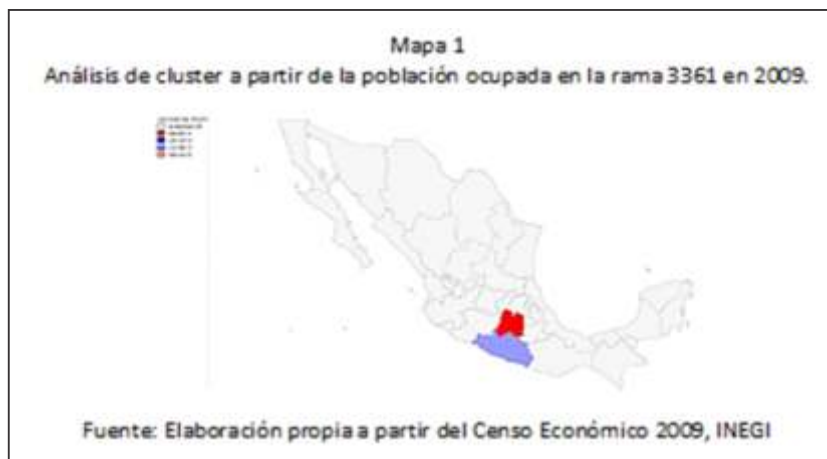 Mapa 1
Análisis de cluster a partir de la población ocupada en la rama 3361 en 2009.
Fuente: Elaboración propia a partir del Censo Económico 2009, INEGI